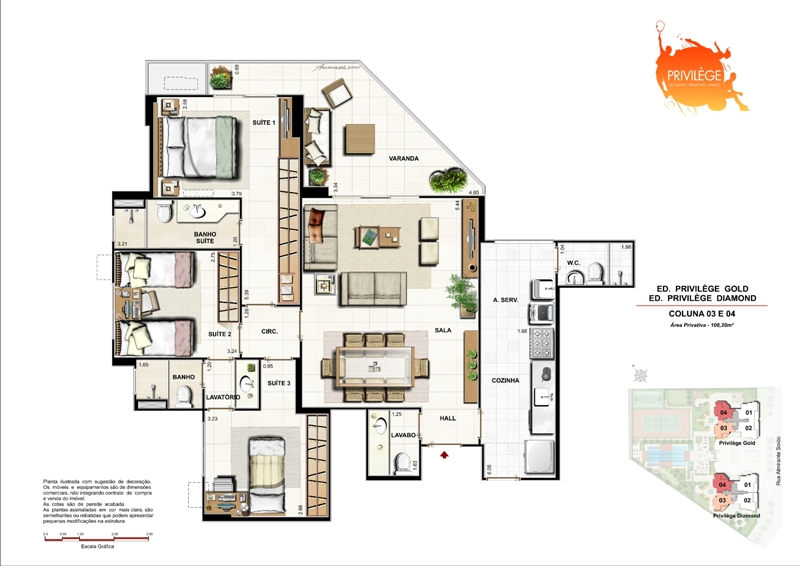 PRIVILÈGE
0.69
2.56
SUÍTE 1
VARANDA
3.34
4.65
3.79
5.44
3.21
BANHO
SUÍTE
1.20
2.75
5.39
1.28
SUÍTE 2
3.24
CIRC.
SALA
A. SERV.
1.04
W.C.
1.88
1.88
COZINHA
1.65
BANHO
1.20
LAVATÓRIO
0.85
SUÍTE 3
3.23
2.66
1.25
LAVABO
1.63
HALL
6.06
ED. PRIVILÈGE GOLD
ED. PRIVILÈGE DIAMOND
COLUNA 03 E 04
Área Privativa - 108,20m²
04 01
03 02
Privilège Gold
04 01
03 02
Privilège Diamond
Rua Almirante Soido
Planta ilustrada com sugestão de decoração.
Os móveis e equipamentos são de dimensões
comerciais, não integrando contrato de compra
e venda do imóvel.
As cotas são de parede acabada.
As plantas assinaladas em cor mais clara, são
semelhantes ou rebatidas que podem apresentar
pequenas modificações na estrutura.
Escala Gráfica